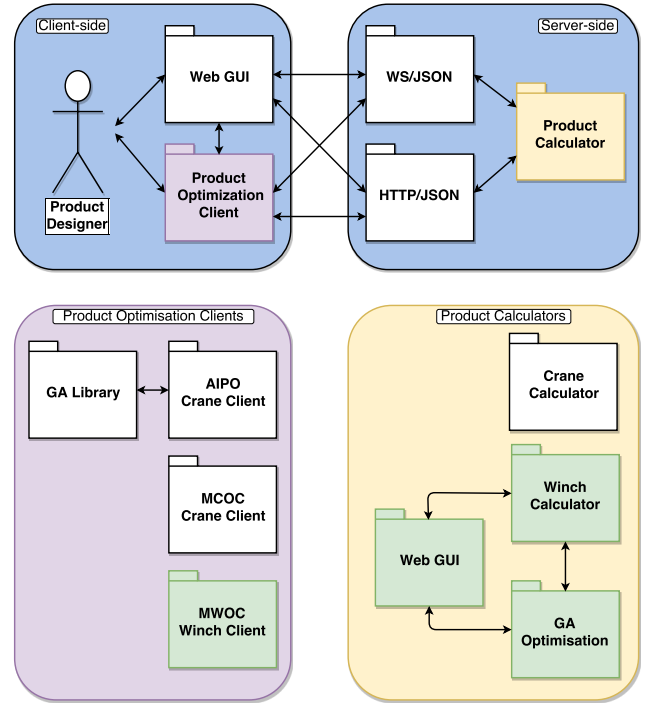 Client-side
Server-side
Web GUI
WS/JSON
Product
Calculator
Product
Optimization
Client
HTTP/JSON
Product
Designer
Product Optimisation Clients
Product Calculators
GA Library
AIPO
Crane Client
Crane
Calculator
MCOC
Crane Client
Winch
Calculator
Web GUI
MWOC
Winch Client
GA
Optimisation